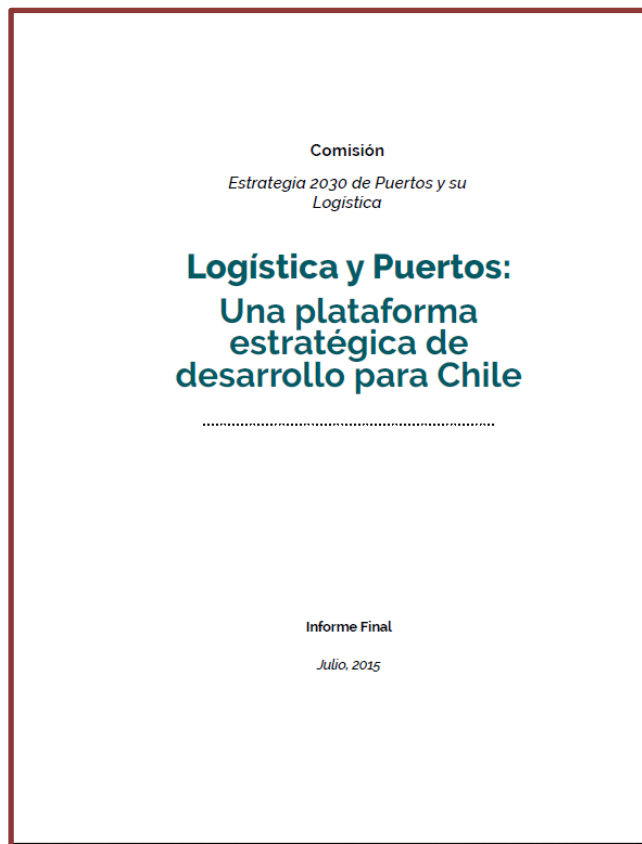 Comisión
Estrategia 2030 de Puertos y su
Logística
Logística y Puertos:
Una plataforma
estratégica de
desarrollo para Chile
Informe Final
Julio, 2015